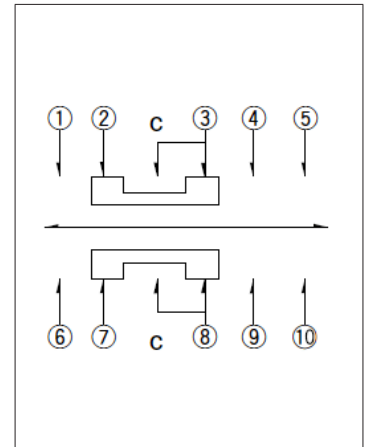 ① ② C ③ ④ ⑤
⑥ ⑦ C ⑧ ⑨ ⑩